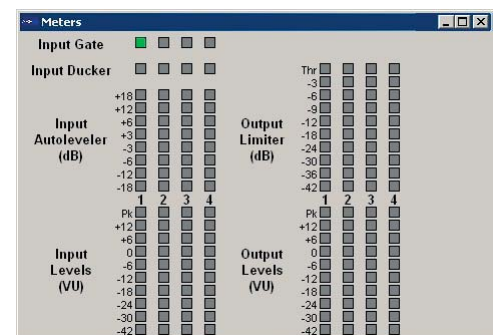 Meters
Input Gate
Input Ducker
Input
Autoleveler
(dB)
+18
+12
+6
+3
-3
-6
-12
-18
1 2 3 4
Input
Levels
(VU)
Pk
+12
+6
0
-6
-12
-18
-24
-30
-42
Output
Limiter
(dB)
Thr
-3
-6
-9
-12
-18
-24
-30
-36
-42
1 2 3 4
Output
Levels
(VU)
Pk
+12
+6
0
-6
-12
-18
-24
-30
-42